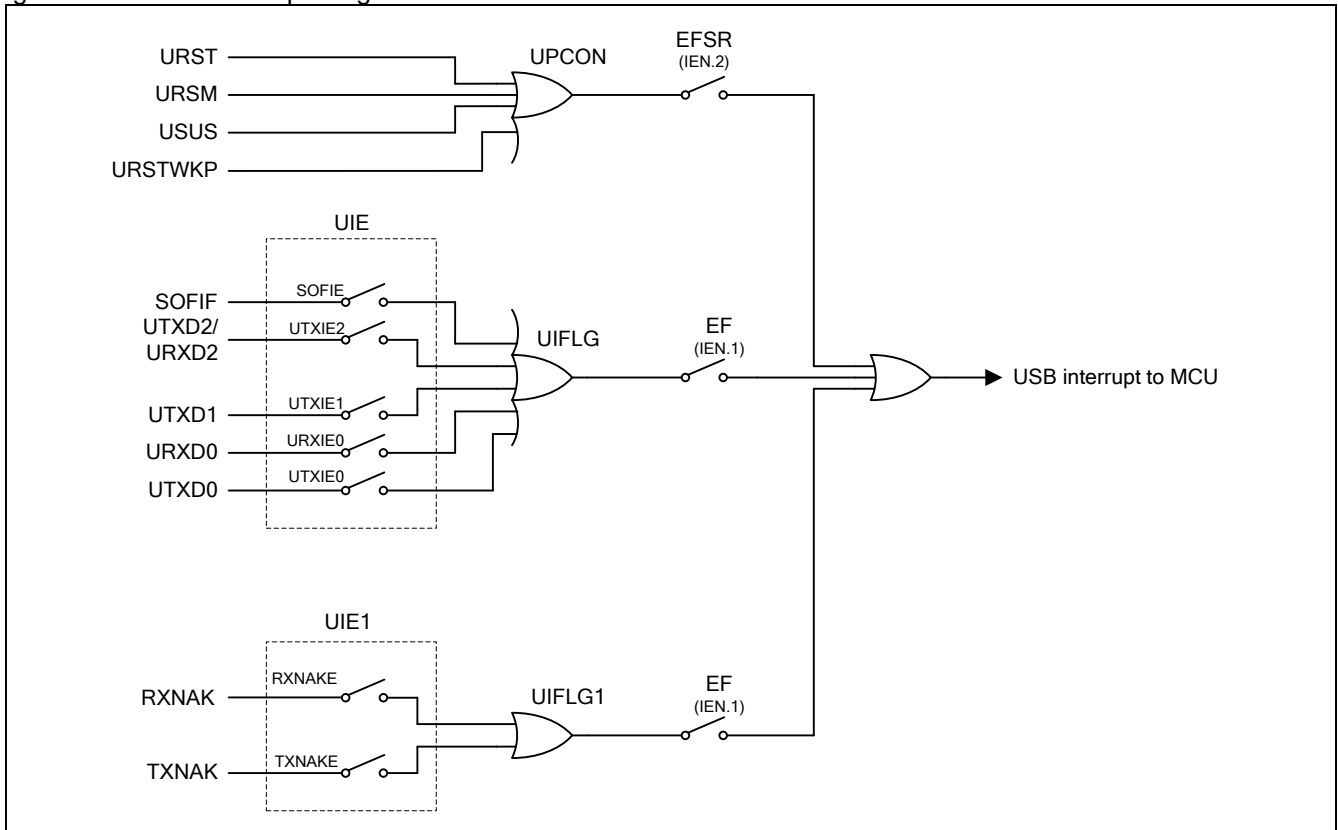 URST
URSM
USUS
URSTWKP
UPCON
EFSR
(IEN.2)
UIE
SOFIF
UTXD2/
URXD2
UTXD1
URXD0
UTXD0
SOFIE
UTXIE2
UTXIE1
URXIE0
UTXIE0
UIFLG
EF
(IEN.1)
USB interrupt to MCU
UIE1
RXNAK
TXNAK
RXNAKE
TXNAKE
UIFLG1
EF
(IEN.1)